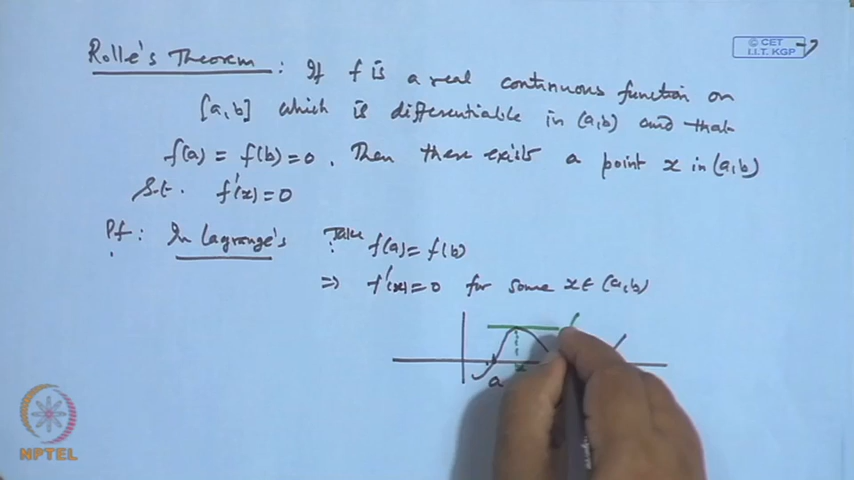 © CET
I.I.T. KGP
Rolle's Theorem : If f is a real continuous function on
[a,b] which is differentiable in (a,b) and that
f(a) = f(b) = 0 . Then there exists a point x in (a,b)
S.t. f'(x) = 0
Pf : In Lagrange's Take f(a) = f(b)
⇒ f'(x) = 0 for some x ∈ (a,b)
a x
NPTEL